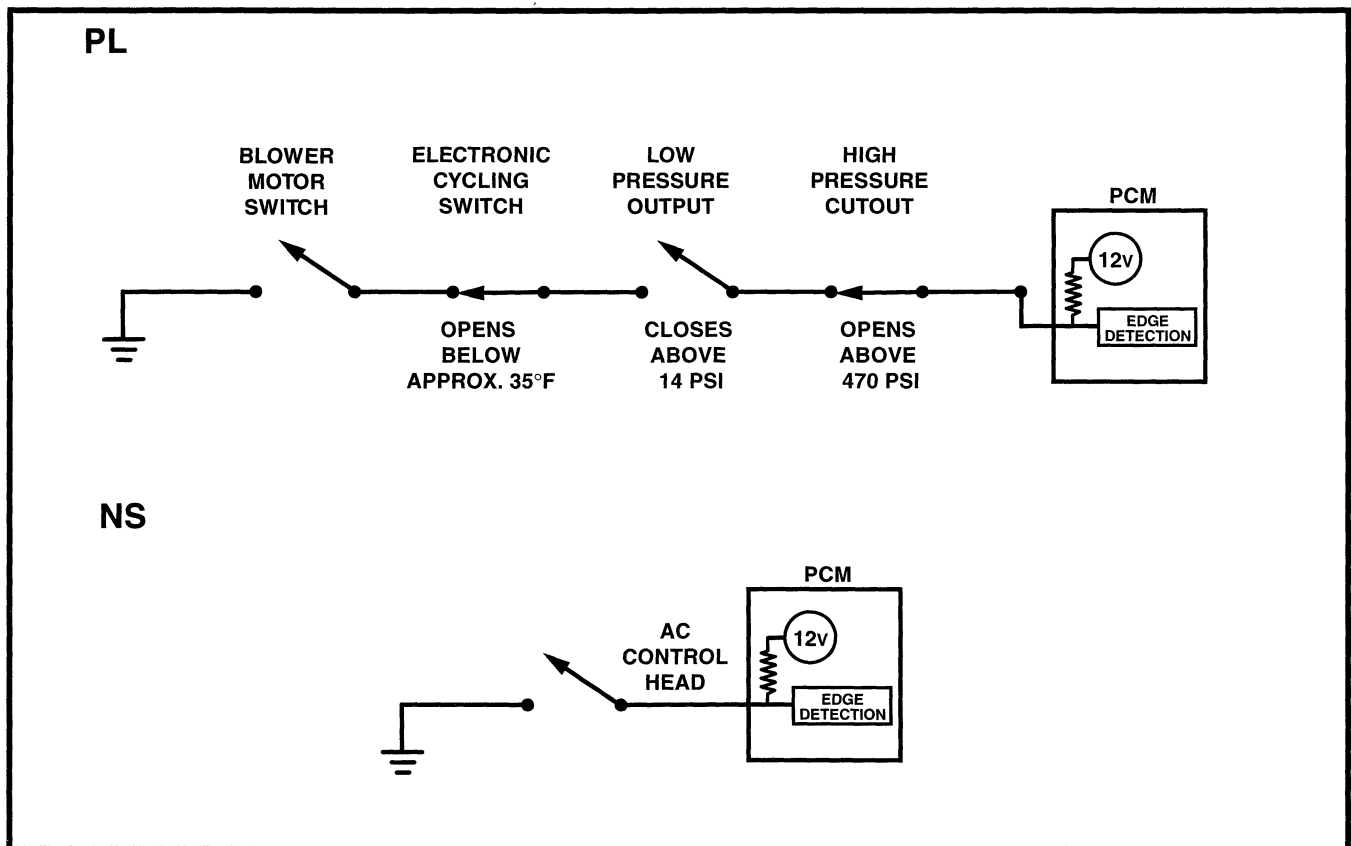 PL
BLOWER
MOTOR
SWITCH
ELECTRONIC
CYCLING
SWITCH
LOW
PRESSURE
OUTPUT
HIGH
PRESSURE
CUTOUT
PCM
12V
EDGE
DETECTION
OPENS
BELOW
APPROX. 35°F
CLOSES
ABOVE
14 PSI
OPENS
ABOVE
470 PSI
NS
PCM
AC
CONTROL
HEAD
12V
EDGE
DETECTION